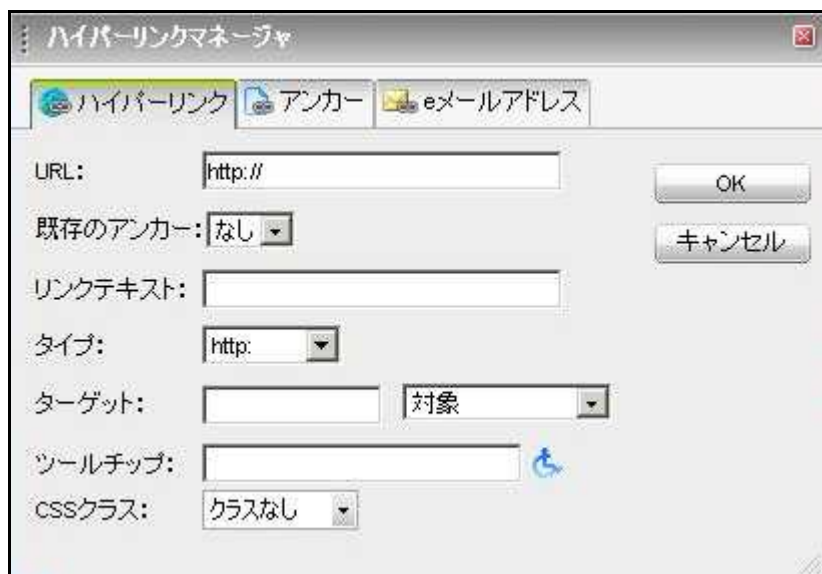 ハイパーリンクマネージャ
ハイパーリンク アンカー eメールアドレス
URL: http://
OK
既存のアンカー: なし
キャンセル
リンクテキスト:
タイプ: http:
ターゲット: 対象
ツールチップ:
CSSクラス: クラスなし